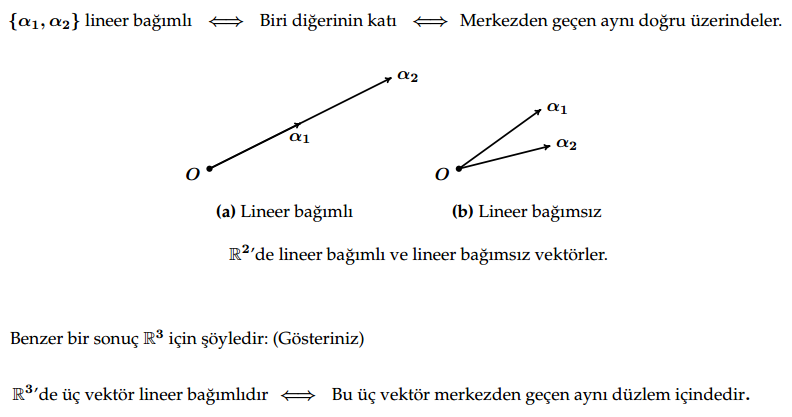 {α₁, α₂} lineer bağımlı ⟺ Biri diğerinin katı ⟺ Merkezden geçen aynı doğru üzerindeler.
α₂
α₁
O
α₁
α₂
O
(a) Lineer bağımlı
(b) Lineer bağımsız
ℝ²'de lineer bağımlı ve lineer bağımsız vektörler.
Benzer bir sonuç ℝ³ için şöyledir: (Gösteriniz)
ℝ³'de üç vektör lineer bağımlıdır ⟺ Bu üç vektör merkezden geçen aynı düzlem içindedir.